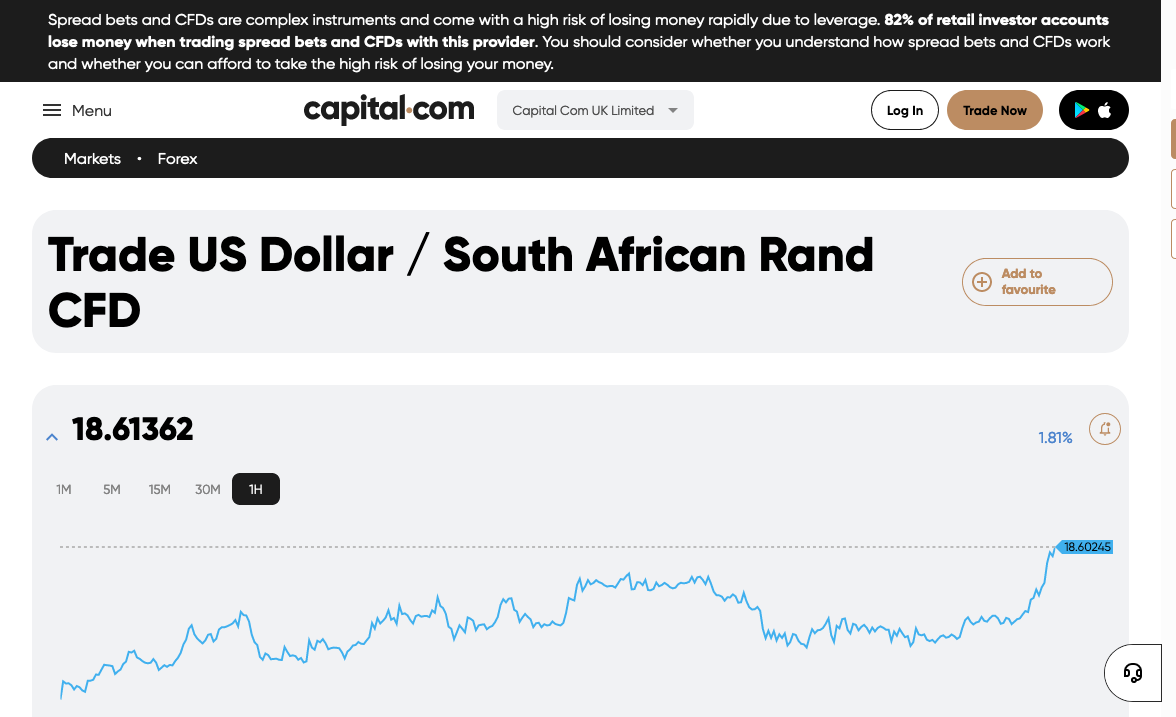 Spread bets and CFDs are complex instruments and come with a high risk of losing money rapidly due to leverage. 82% of retail investor accounts
lose money when trading spread bets and CFDs with this provider. You should consider whether you understand how spread bets and CFDs work
and whether you can afford to take the high risk of losing your money.
Menu
capital.com
Capital Com UK Limited
Log In
Trade Now
Markets • Forex
Trade US Dollar / South African Rand
CFD
Add to
favourite
18.61362
1.81%
1M 5M 15M 30M 1H
18.60245